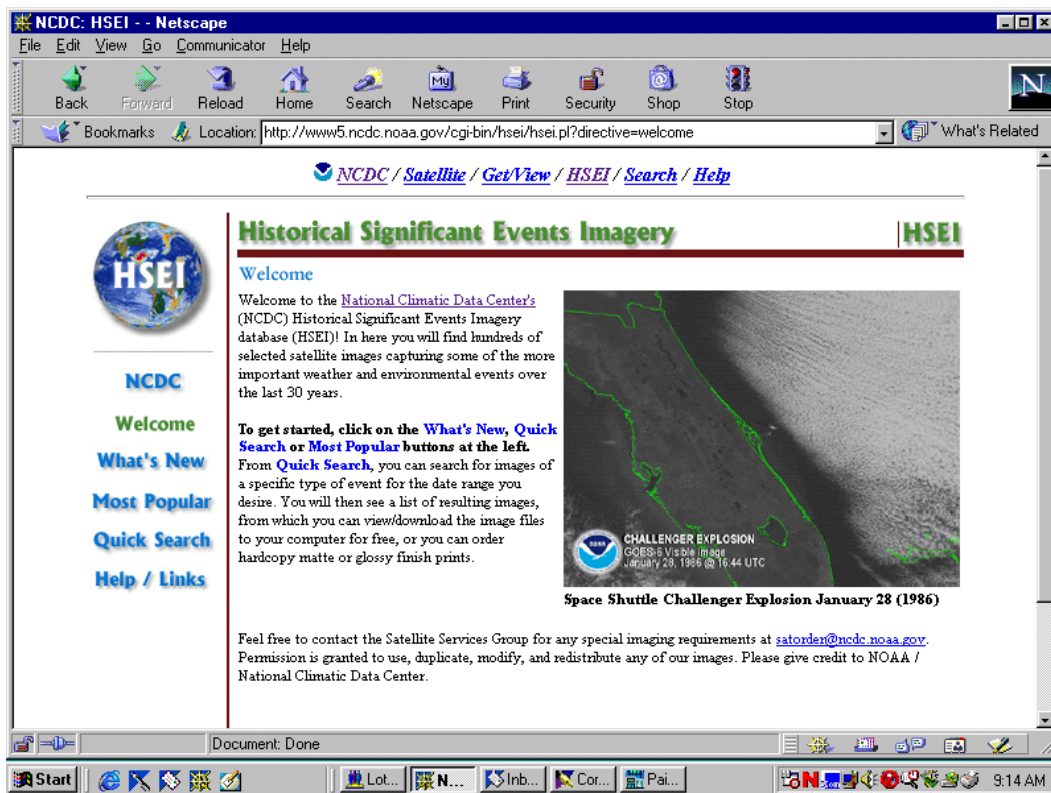 NCDC: HSEI - - Netscape
File Edit View Go Communicator Help
My
N
Back Forward Reload Home Search Netscape Print Security Shop Stop
Bookmarks Location: http://www5.ncdc.noaa.gov/cgi-bin/hsei/hsei.pl?directive=welcome What's Related
NCDC / Satellite / Get/View / HSEI / Search / Help
HSEI
NCDC
Welcome
What's New
Most Popular
Quick Search
Help / Links
Historical Significant Events Imagery HSEI
Welcome
Welcome to the National Climatic Data Center's
(NCDC) Historical Significant Events Imagery
database (HSEI)! In here you will find hundreds of
selected satellite images capturing some of the more
important weather and environmental events over
the last 30 years.
To get started, click on the What's New, Quick
Search or Most Popular buttons at the left.
From Quick Search, you can search for images of
a specific type of event for the date range you
desire. You will then see a list of resulting images,
from which you can view/download the image files
to your computer for free, or you can order
hardcopy matte or glossy finish prints.
noaa
CHALLENGER EXPLOSION
GOES-6 Visible Image
January 28, 1986 @ 16:44 UTC
Space Shuttle Challenger Explosion January 28 (1986)
Feel free to contact the Satellite Services Group for any special imaging requirements at satorder@ncdc.noaa.gov.
Permission is granted to use, duplicate, modify, and redistribute any of our images. Please give credit to NOAA /
National Climatic Data Center.
Document: Done
Start Lot... N... Inb... Cor... Pai... N 9:14 AM